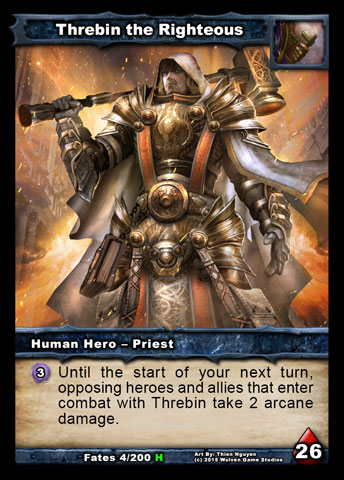 Threbin the Righteous
Human Hero – Priest
3 Until the start of your next turn,
opposing heroes and allies that enter
combat with Threbin take 2 arcane
damage.
Fates 4/200 H
Art By: Thien Nguyen
(c) 2015 Wulven Game Studios
26